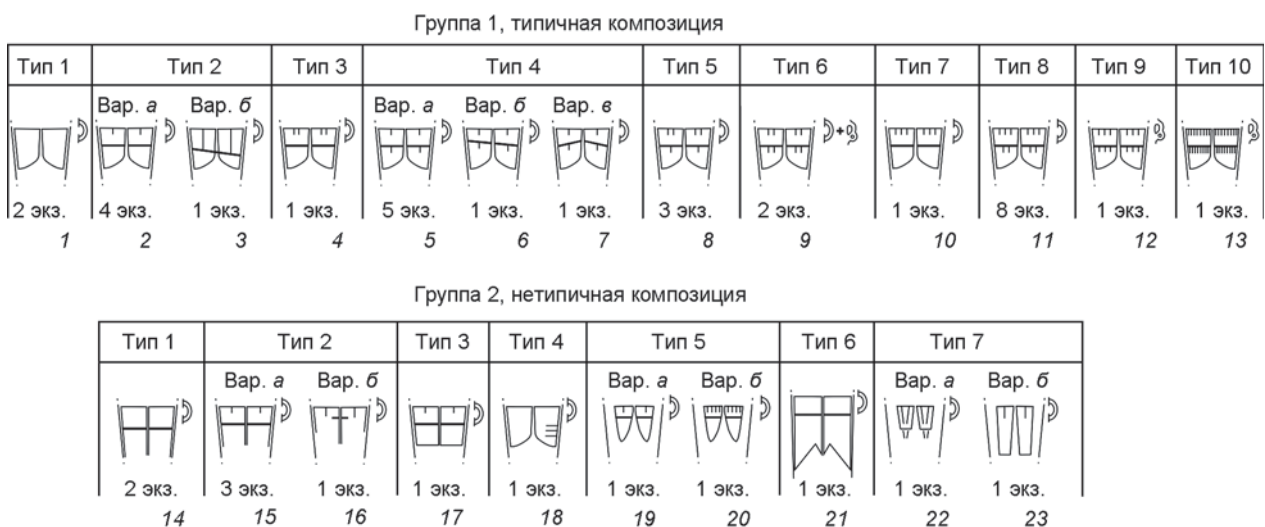 Группа 1, типичная композиция
Тип 1 Тип 2 Тип 3 Тип 4 Тип 5 Тип 6 Тип 7 Тип 8 Тип 9 Тип 10
Вар. а Вар. б Вар. а Вар. б Вар. в
2 экз. 4 экз. 1 экз. 1 экз. 5 экз. 1 экз. 1 экз. 3 экз. 2 экз. 1 экз. 8 экз. 1 экз. 1 экз.
1 2 3 4 5 6 7 8 9 10 11 12 13
Группа 2, нетипичная композиция
Тип 1 Тип 2 Тип 3 Тип 4 Тип 5 Тип 6 Тип 7
Вар. а Вар. б Вар. а Вар. б Вар. а Вар. б
2 экз. 3 экз. 1 экз. 1 экз. 1 экз. 1 экз. 1 экз. 1 экз. 1 экз. 1 экз.
14 15 16 17 18 19 20 21 22 23